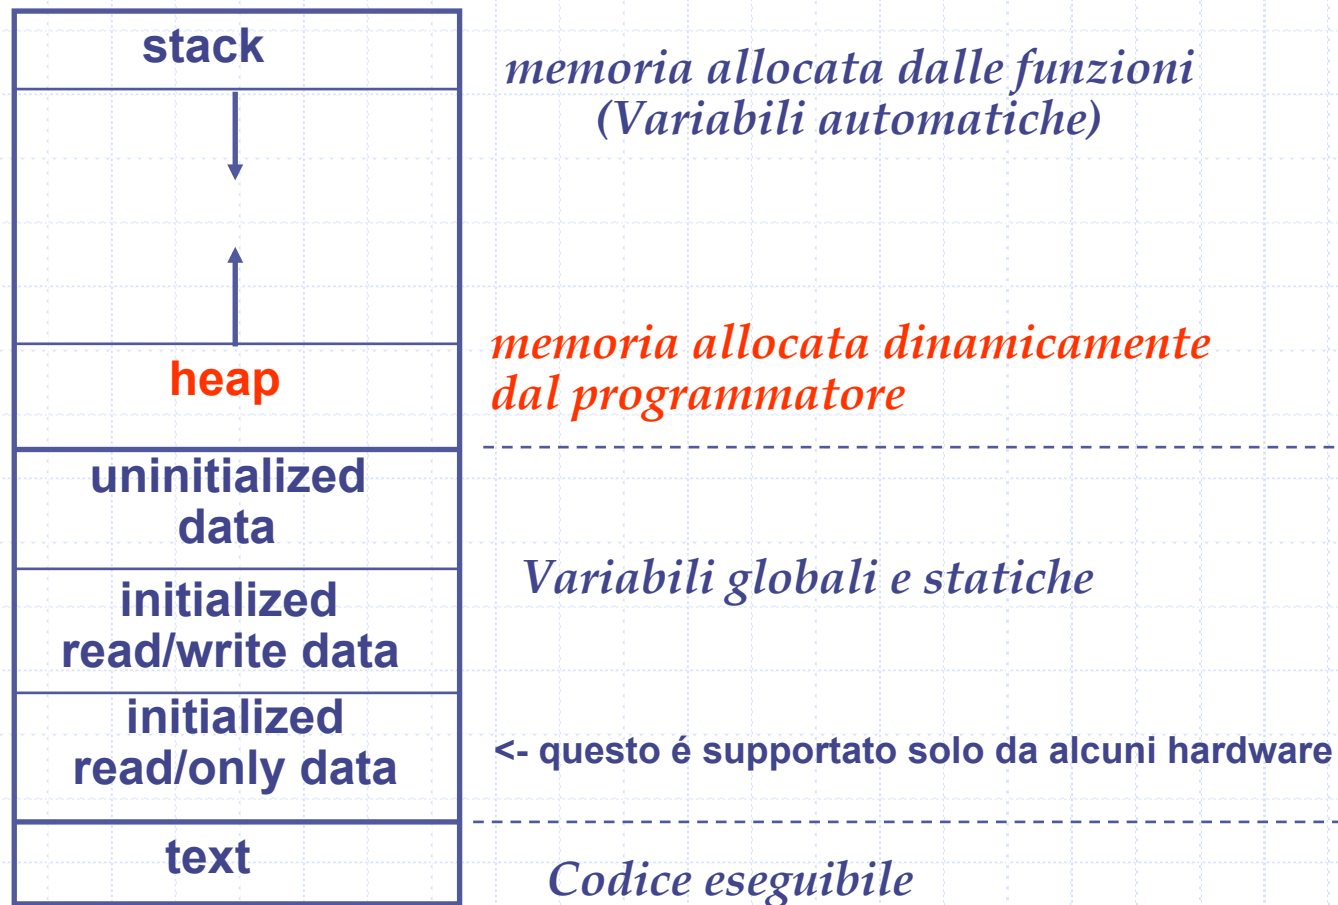 stack
memoria allocata dalle funzioni
(Variabili automatiche)
heap
memoria allocata dinamicamente
dal programmatore
uninitialized
data
initialized
read/write data
Variabili globali e statiche
initialized
read/only data
<- questo é supportato solo da alcuni hardware
text
Codice eseguibile